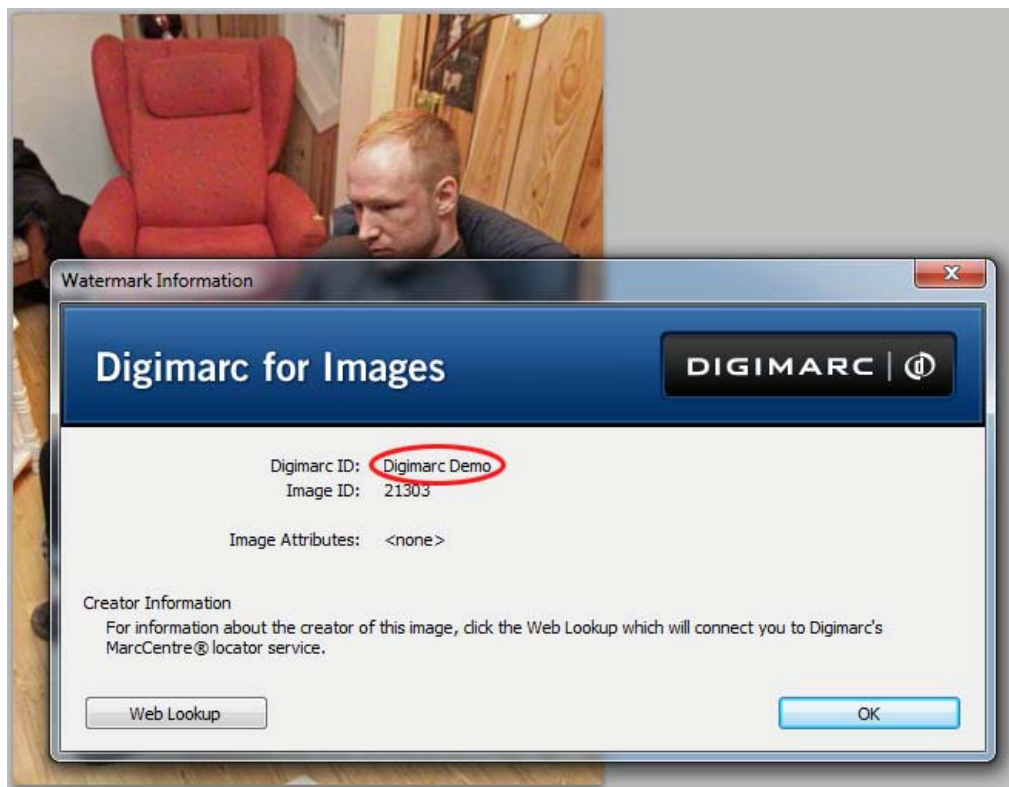 Watermark Information
Digimarc for Images
DIGIMARC
Digimarc ID: Digimarc Demo
Image ID: 21303
Image Attributes: <none>
Creator Information
For information about the creator of this image, click the Web Lookup which will connect you to Digimarc's
MarcCentre® locator service.
Web Lookup
OK